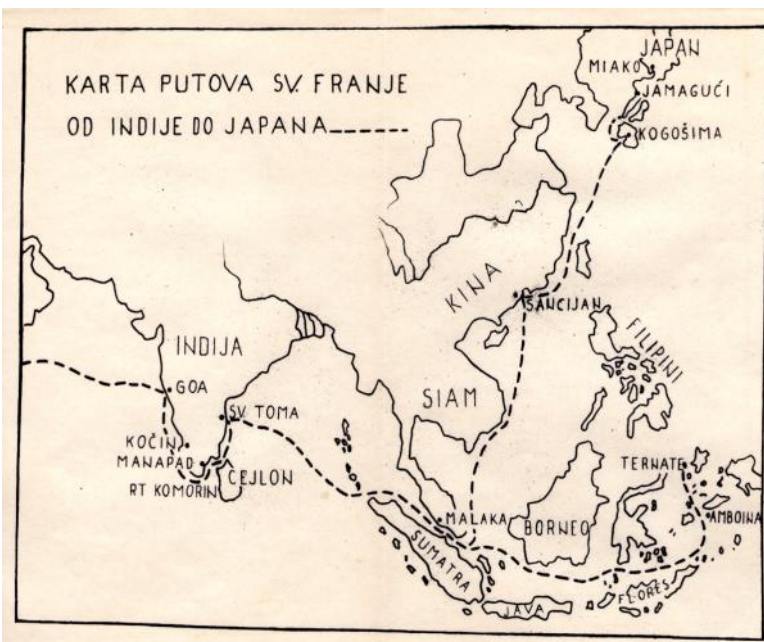 KARTA PUTOVA SV. FRANJE
OD INDIJE DO JAPANA
JAPAN
MIAKO
JAMAGUĆI
KOGOŠIMA
KINA
SANCIJAN
FILIPINI
INDIJA
GOA
SV. TOMA
SIAM
KOČIN
MANAPAD
RT KOMORIN
CEJLON
TERNATE
MALAKA
BORNEO
AMBOINA
SUMATRA
FLORES
JAVA